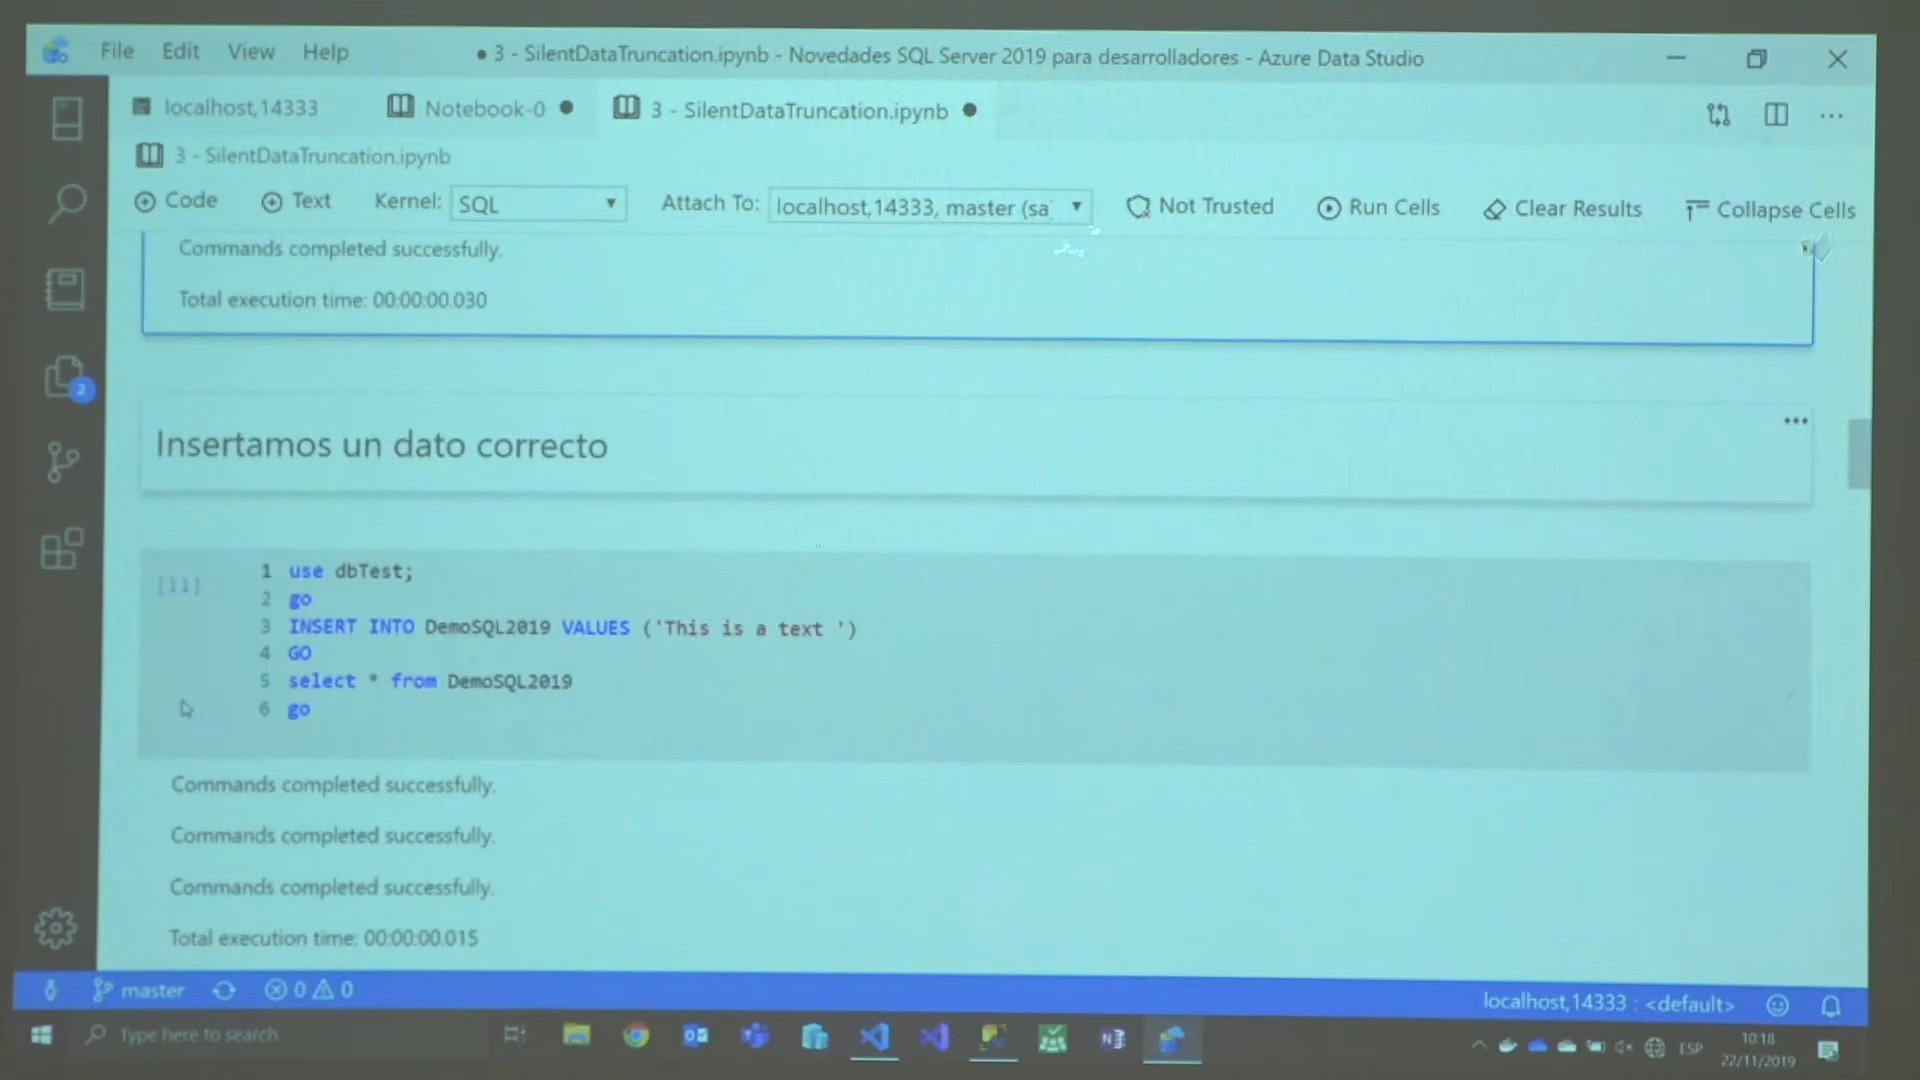 File Edit View Help
● 3 - SilentDataTruncation.ipynb - Novedades SQL Server 2019 para desarrolladores - Azure Data Studio
localhost,14333
Notebook-0 ●
3 - SilentDataTruncation.ipynb ●
3 - SilentDataTruncation.ipynb
Code
Text
Kernel: SQL
Attach To: localhost,14333, master (sa
Not Trusted
Run Cells
Clear Results
Collapse Cells
Commands completed successfully.
Total execution time: 00:00:00.030
2
Insertamos un dato correcto
[11]
1 use dbTest;
2 go
3 INSERT INTO DemoSQL2019 VALUES ('This is a text ')
4 GO
5 select * from DemoSQL2019
6 go
Commands completed successfully.
Commands completed successfully.
Commands completed successfully.
Total execution time: 00:00:00.015
master 0 0
localhost,14333 : <default>
Type here to search
ESP
10:18
22/11/2019